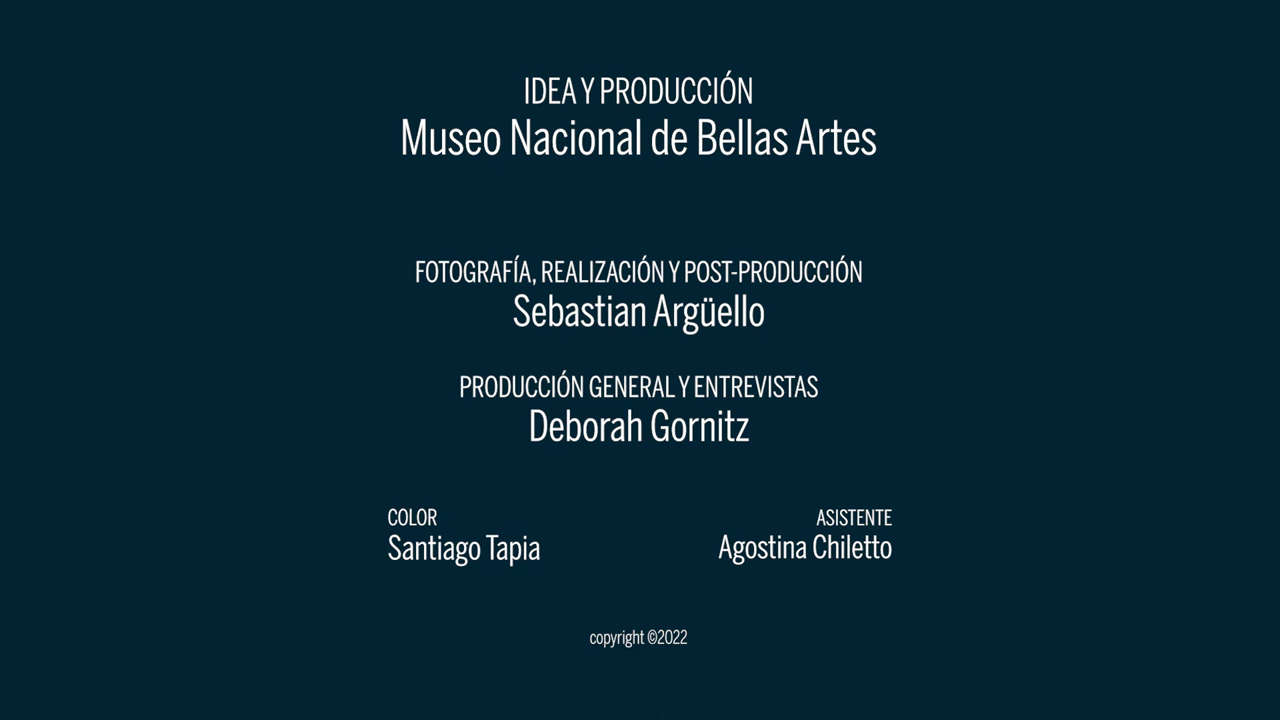 IDEA Y PRODUCCIÓN
Museo Nacional de Bellas Artes
FOTOGRAFÍA, REALIZACIÓN Y POST-PRODUCCIÓN
Sebastian Argüello
PRODUCCIÓN GENERAL Y ENTREVISTAS
Deborah Gornitz
COLOR
Santiago Tapia
ASISTENTE
Agostina Chiletto
copyright ©2022